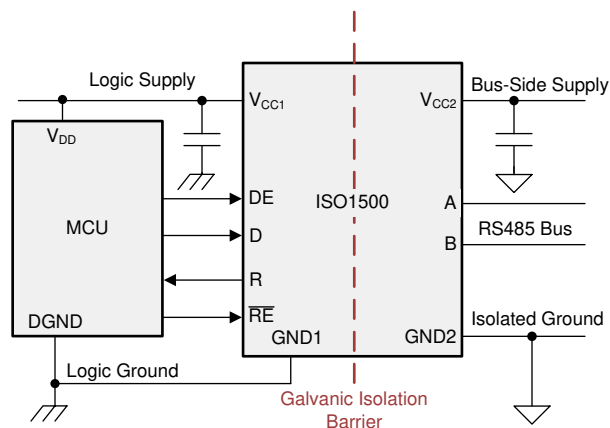 Logic Supply
Bus-Side Supply
VCC1
VCC2
VDD
MCU
DE
ISO1500
A
D
RS485 Bus
B
R
RE
DGND
GND1
GND2
Isolated Ground
Logic Ground
Galvanic Isolation
Barrier